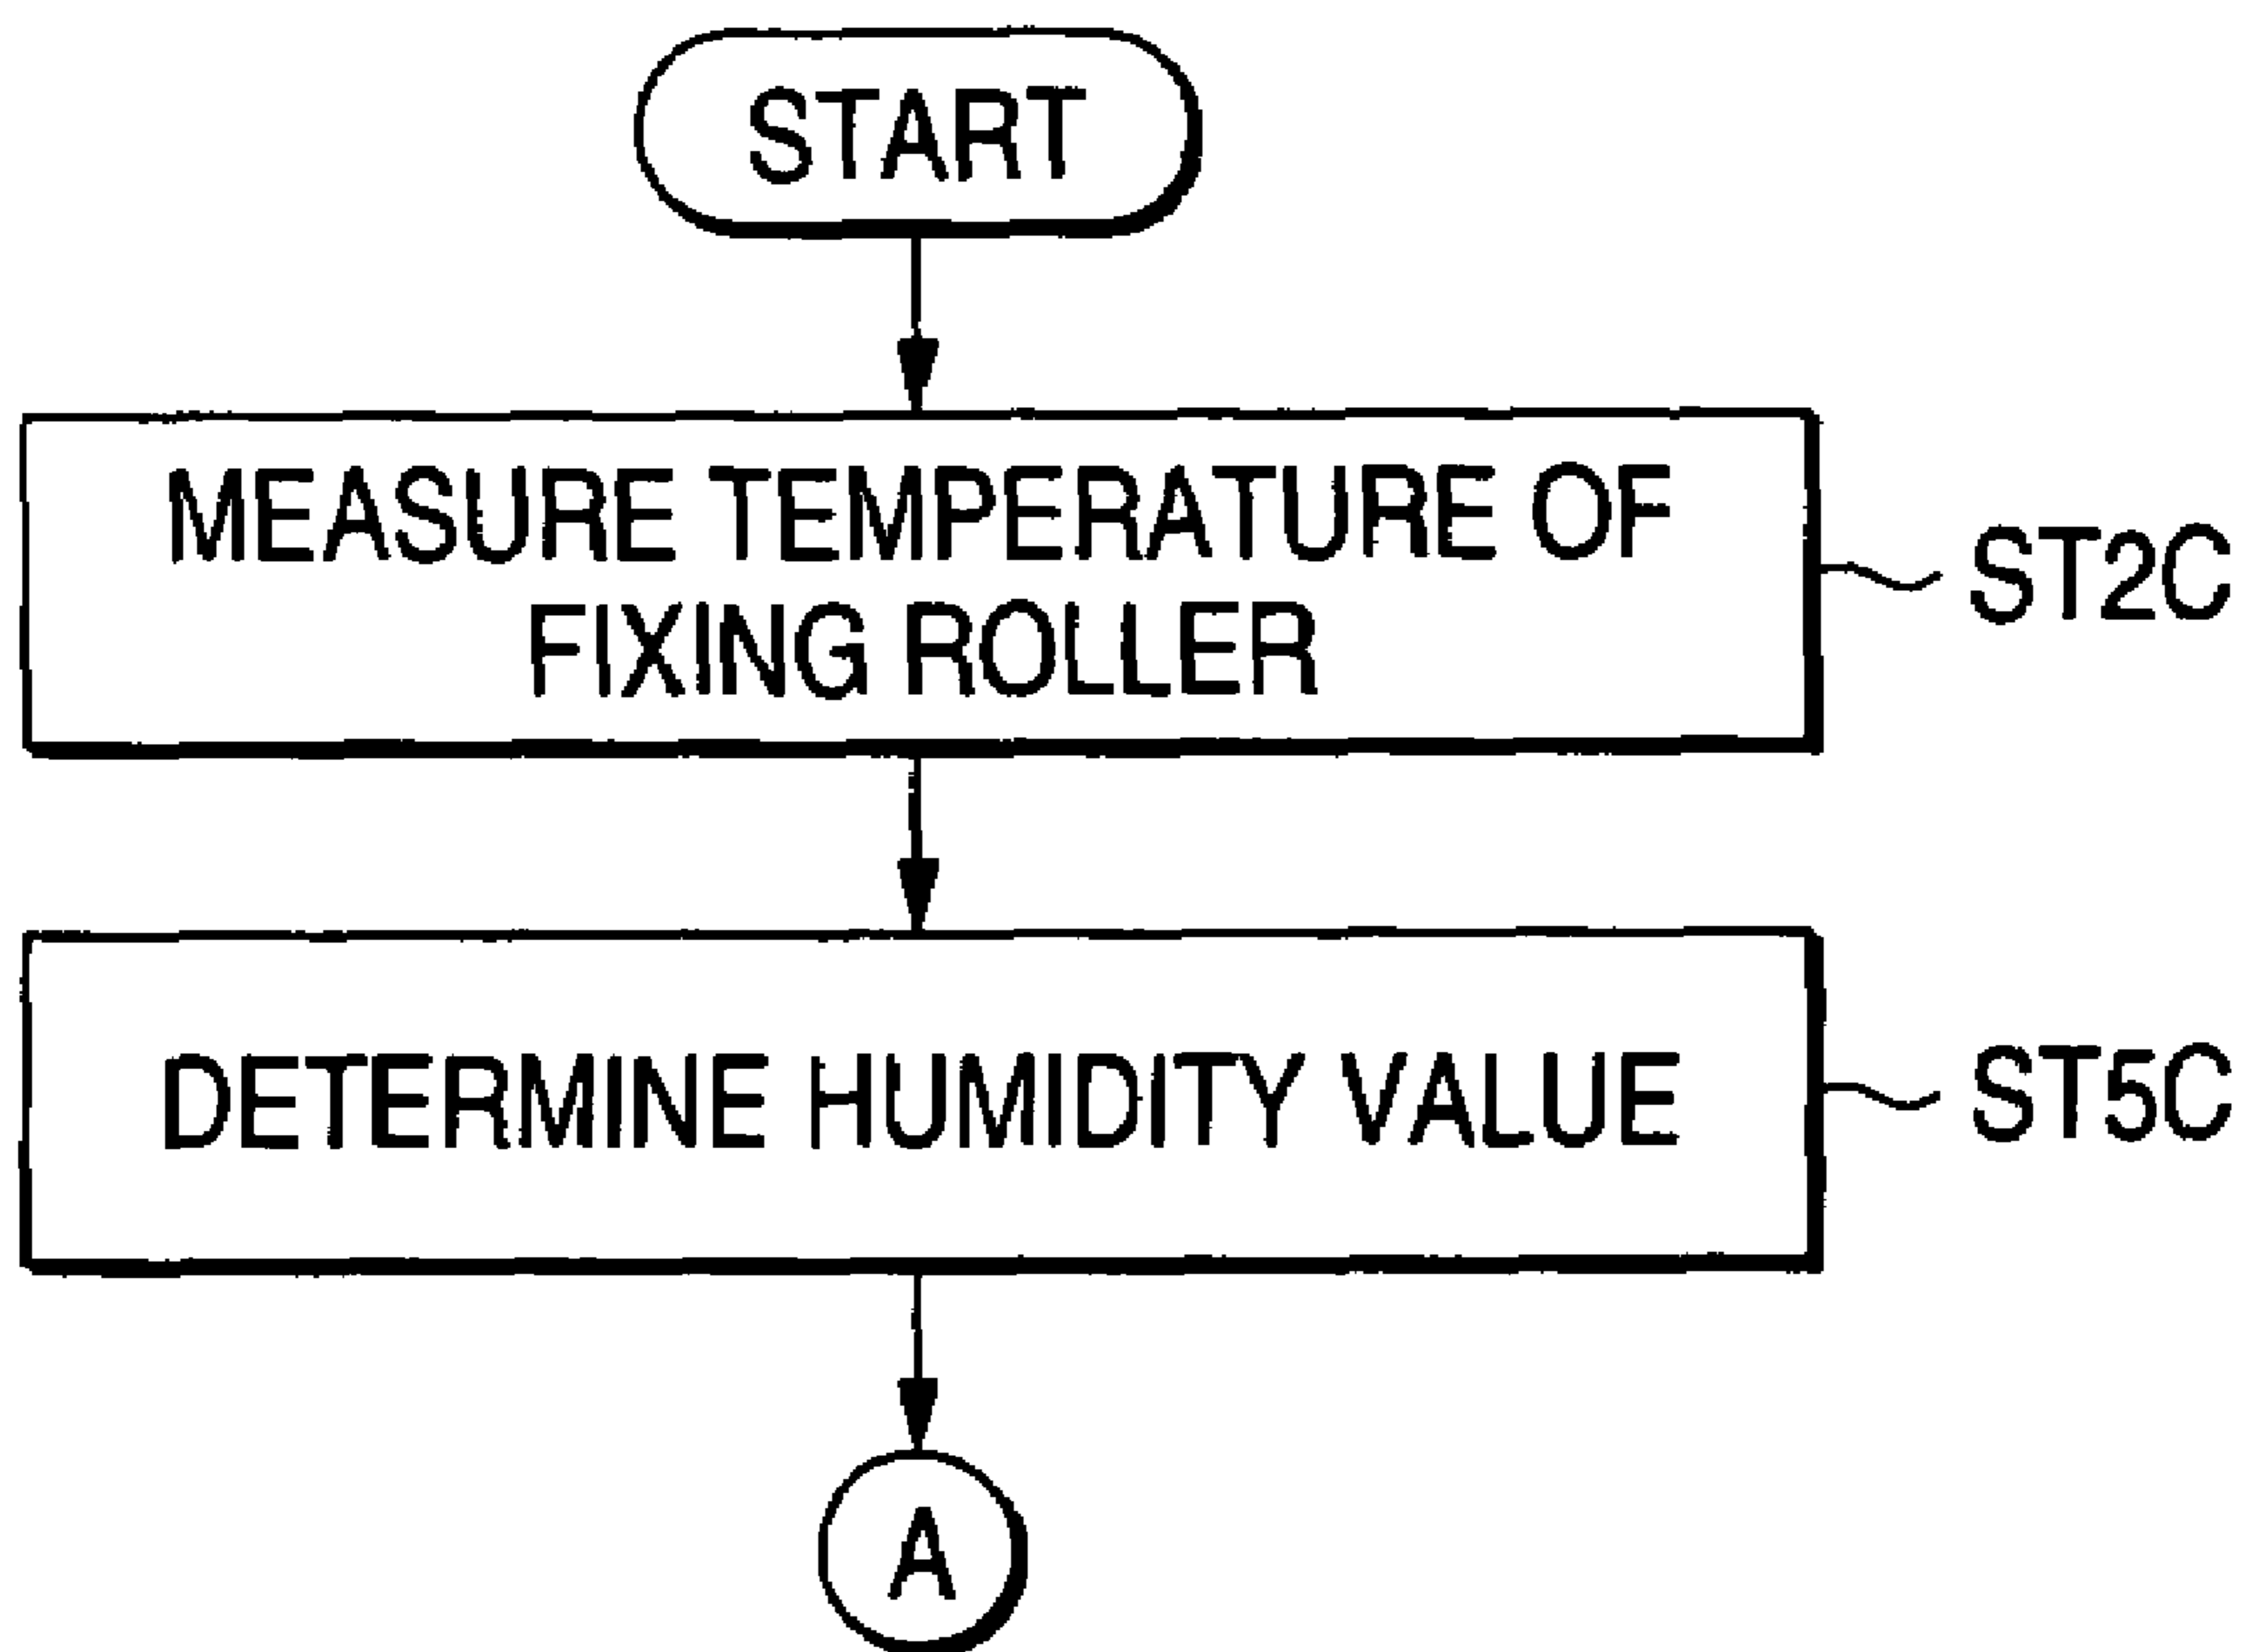 START
MEASURE TEMPERATURE OF
FIXING ROLLER
ST2C
DETERMINE HUMIDITY VALUE
ST5C
A